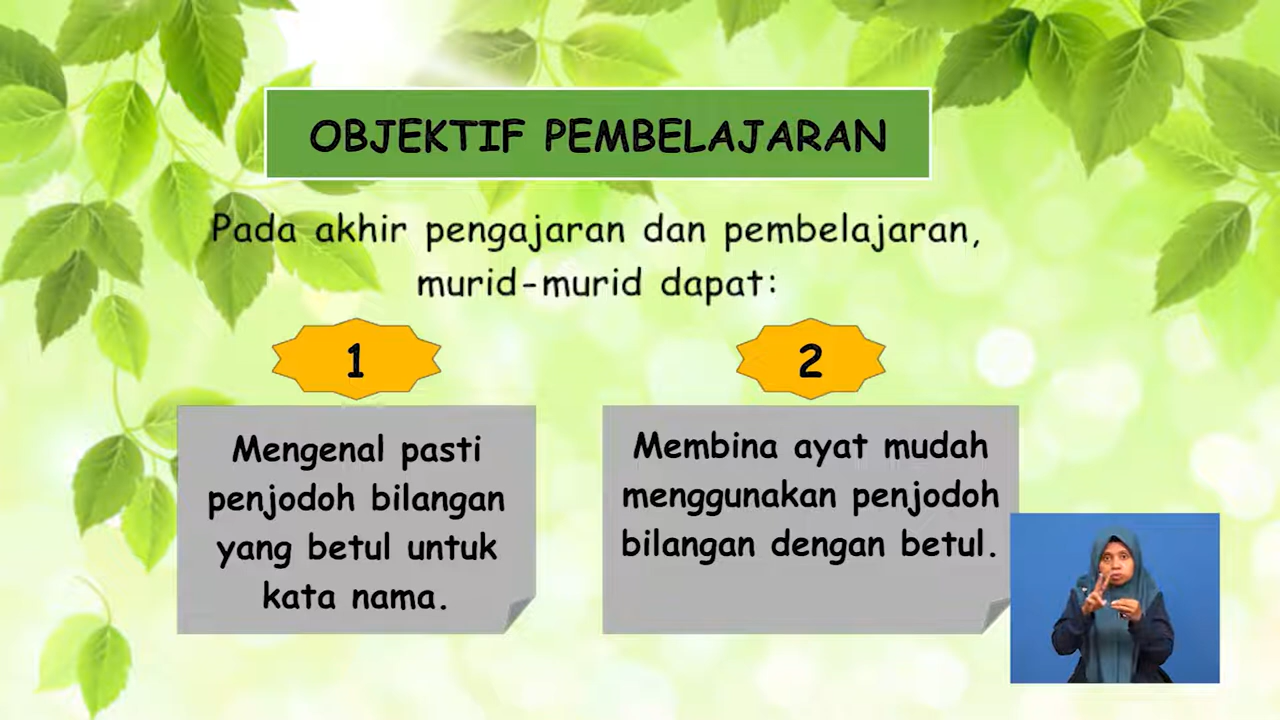 OBJEKTIF PEMBELAJARAN
Pada akhir pengajaran dan pembelajaran,
murid-murid dapat:
1
Mengenal pasti
penjodoh bilangan
yang betul untuk
kata nama.
2
Membina ayat mudah
menggunakan penjodoh
bilangan dengan betul.